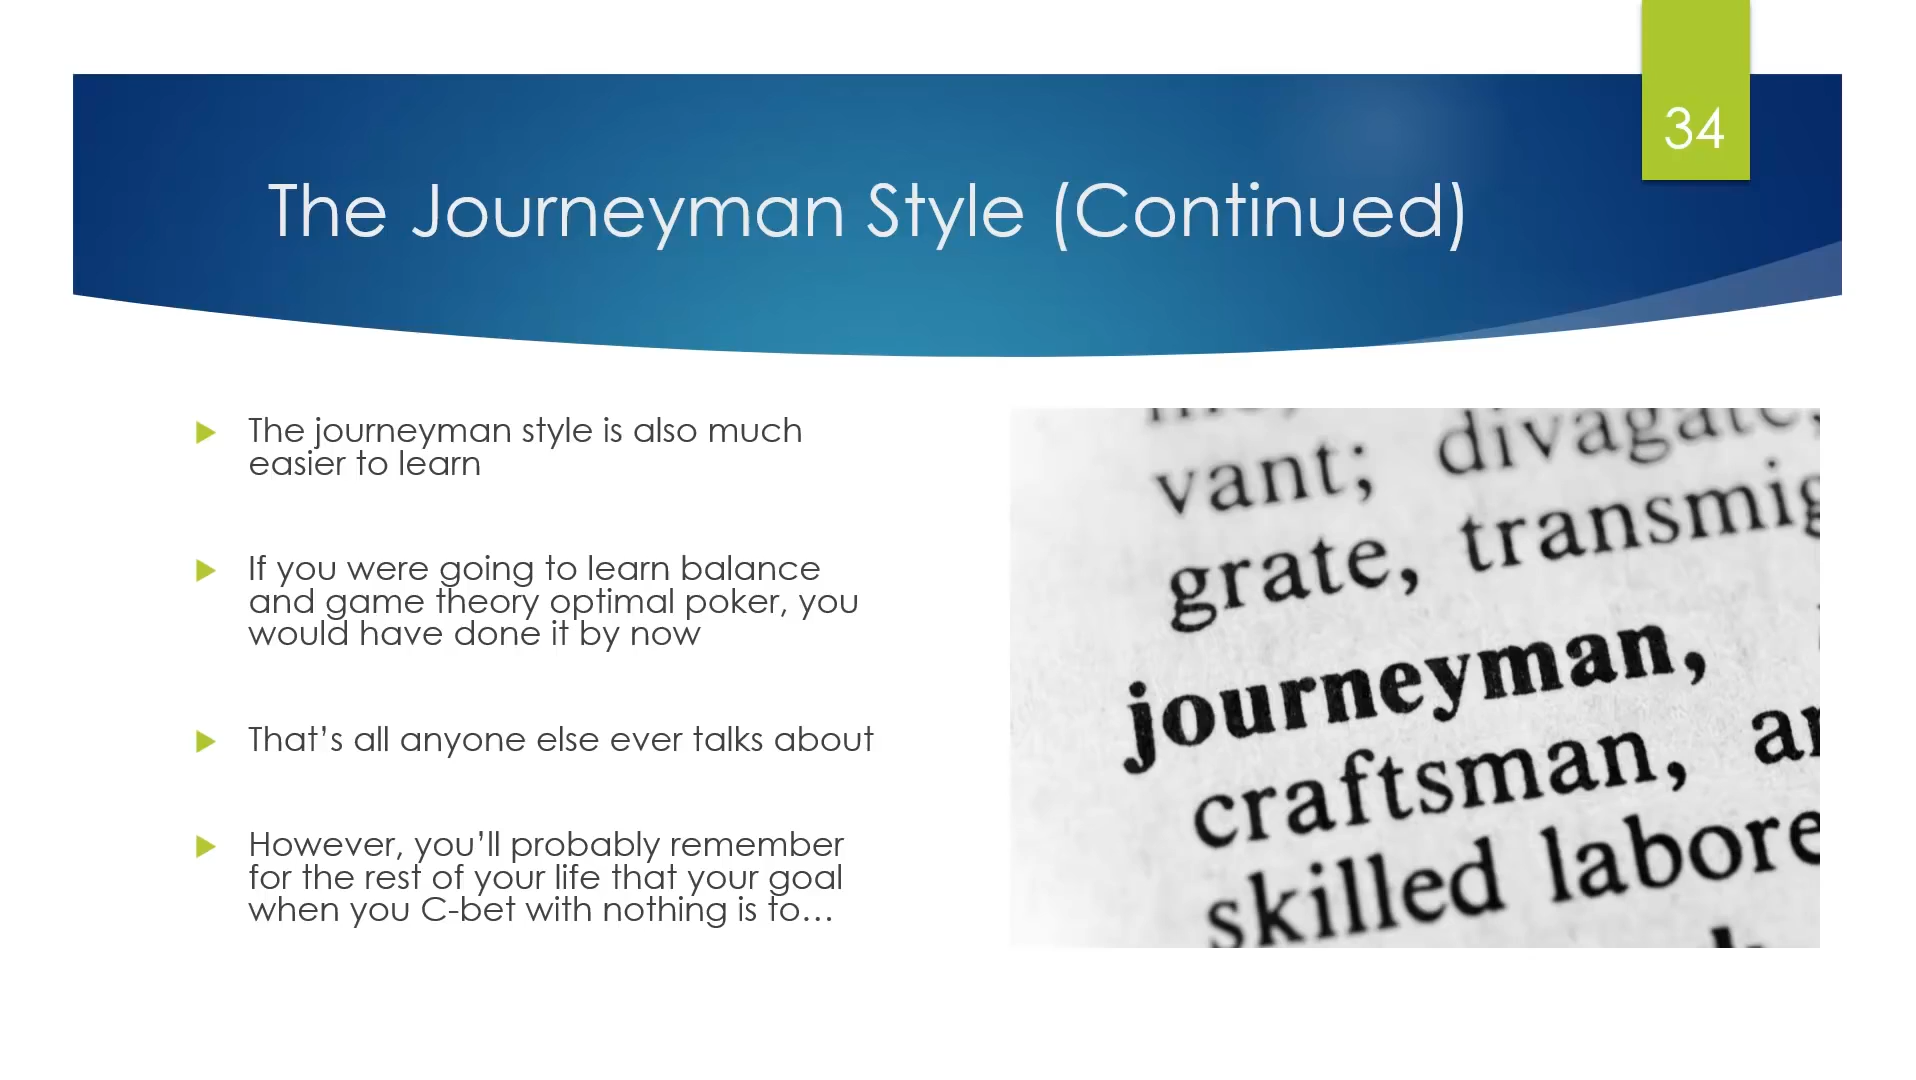 34
The Journeyman Style (Continued)
The journeyman style is also much
easier to learn
If you were going to learn balance
and game theory optimal poker, you
would have done it by now
That’s all anyone else ever talks about
However, you’ll probably remember
for the rest of your life that your goal
when you C-bet with nothing is to…
vant; divagate,
grate, transmig
journeyman,
craftsman, ar
skilled labore